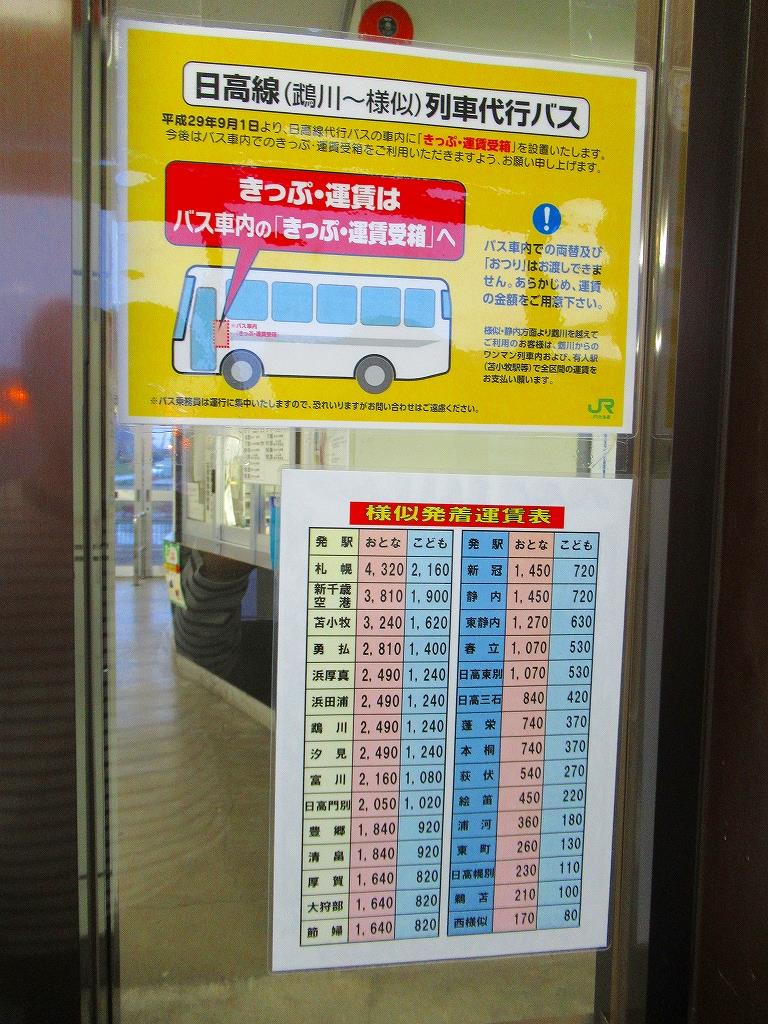 日高線(鵡川～様似)列車代行バス
平成29年9月1日より、日高線代行バスの車内に「きっぷ・運賃受箱」を設置いたします。
今後はバス車内でのきっぷ・運賃受箱をご利用いただきますよう、お願い申し上げます。
きっぷ・運賃は
バス車内の「きっぷ・運賃受箱」へ
※バス車内
きっぷ・運賃受箱
!
バス車内での両替及び
「おつり」はお渡しできま
せん。あらかじめ、運賃
の金額をご用意下さい。
様似・静内方面より鵡川を越えて
ご利用のお客様は、鵡川からの
ワンマン列車内および、有人駅
(苫小牧駅等)で全区間の運賃を
お支払い願います。
※バス乗務員は運行に集中いたしますので、恐れいりますがお問い合わせはご遠慮ください。
JR
JR北海道
様似発着運賃表
発駅 おとな こども 発駅 おとな こども
札幌 4,320 2,160 新冠 1,450 720
新千歳空港 3,810 1,900 静内 1,450 720
苫小牧 3,240 1,620 東静内 1,270 630
勇払 2,810 1,400 春立 1,070 530
浜厚真 2,490 1,240 日高東別 1,070 530
浜田浦 2,490 1,240 日高三石 840 420
鵡川 2,490 1,240 蓬栄 740 370
汐見 2,490 1,240 本桐 740 370
富川 2,160 1,080 荻伏 540 270
日高門別 2,050 1,020 絵笛 450 220
豊郷 1,840 920 浦河 360 180
清畠 1,840 920 東町 260 130
厚賀 1,640 820 日高幌別 230 110
大狩部 1,640 820 鵜苫 210 100
節婦 1,640 820 西様似 170 80